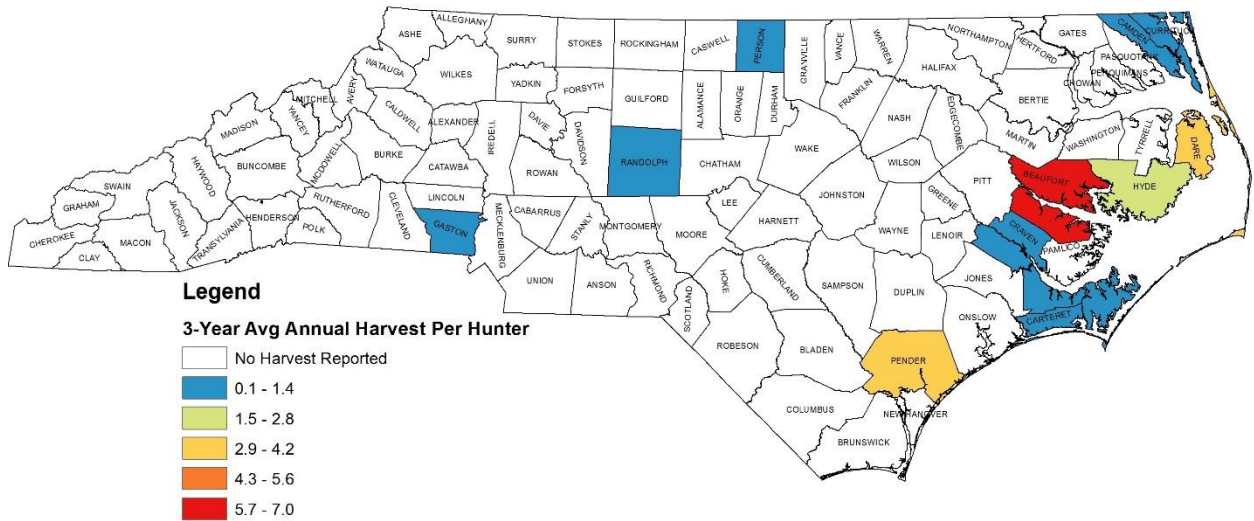 ALLEGHANY
ASHE
SURRY
STOKES
ROCKINGHAM
CASWELL
PERSON
GRANVILLE
VANCE
WARREN
NORTHAMPTON
HERTFORD
GATES
CAMDEN
CURRITUCK
PASQUOTANK
PERQUIMANS
CHOWAN
WATAUGA
WILKES
YADKIN
FORSYTH
GUILFORD
ALAMANCE
ORANGE
DURHAM
FRANKLIN
HALIFAX
BERTIE
MITCHELL
AVERY
YANCEY
CALDWELL
ALEXANDER
IREDELL
DAVIE
DAVIDSON
RANDOLPH
CHATHAM
WAKE
NASH
EDGECOMBE
MARTIN
WASHINGTON
TYRRELL
DARE
MADISON
BUNCOMBE
MCDOWELL
BURKE
CATAWBA
ROWAN
WILSON
PITT
BEAUFORT
HYDE
HAYWOOD
SWAIN
GRAHAM
JACKSON
HENDERSON
RUTHERFORD
CLEVELAND
LINCOLN
GASTON
MECKLENBURG
CABARRUS
STANLY
MONTGOMERY
MOORE
LEE
HARNETT
JOHNSTON
WAYNE
GREENE
LENOIR
CRAVEN
PAMLICO
CHEROKEE
CLAY
MACON
TRANSYLVANIA
POLK
UNION
ANSON
RICHMOND
SCOTLAND
HOKE
CUMBERLAND
SAMPSON
DUPLIN
JONES
ONSLOW
CARTERET
ROBESON
BLADEN
PENDER
COLUMBUS
NEW HANOVER
BRUNSWICK
Legend
3-Year Avg Annual Harvest Per Hunter
No Harvest Reported
0.1 - 1.4
1.5 - 2.8
2.9 - 4.2
4.3 - 5.6
5.7 - 7.0